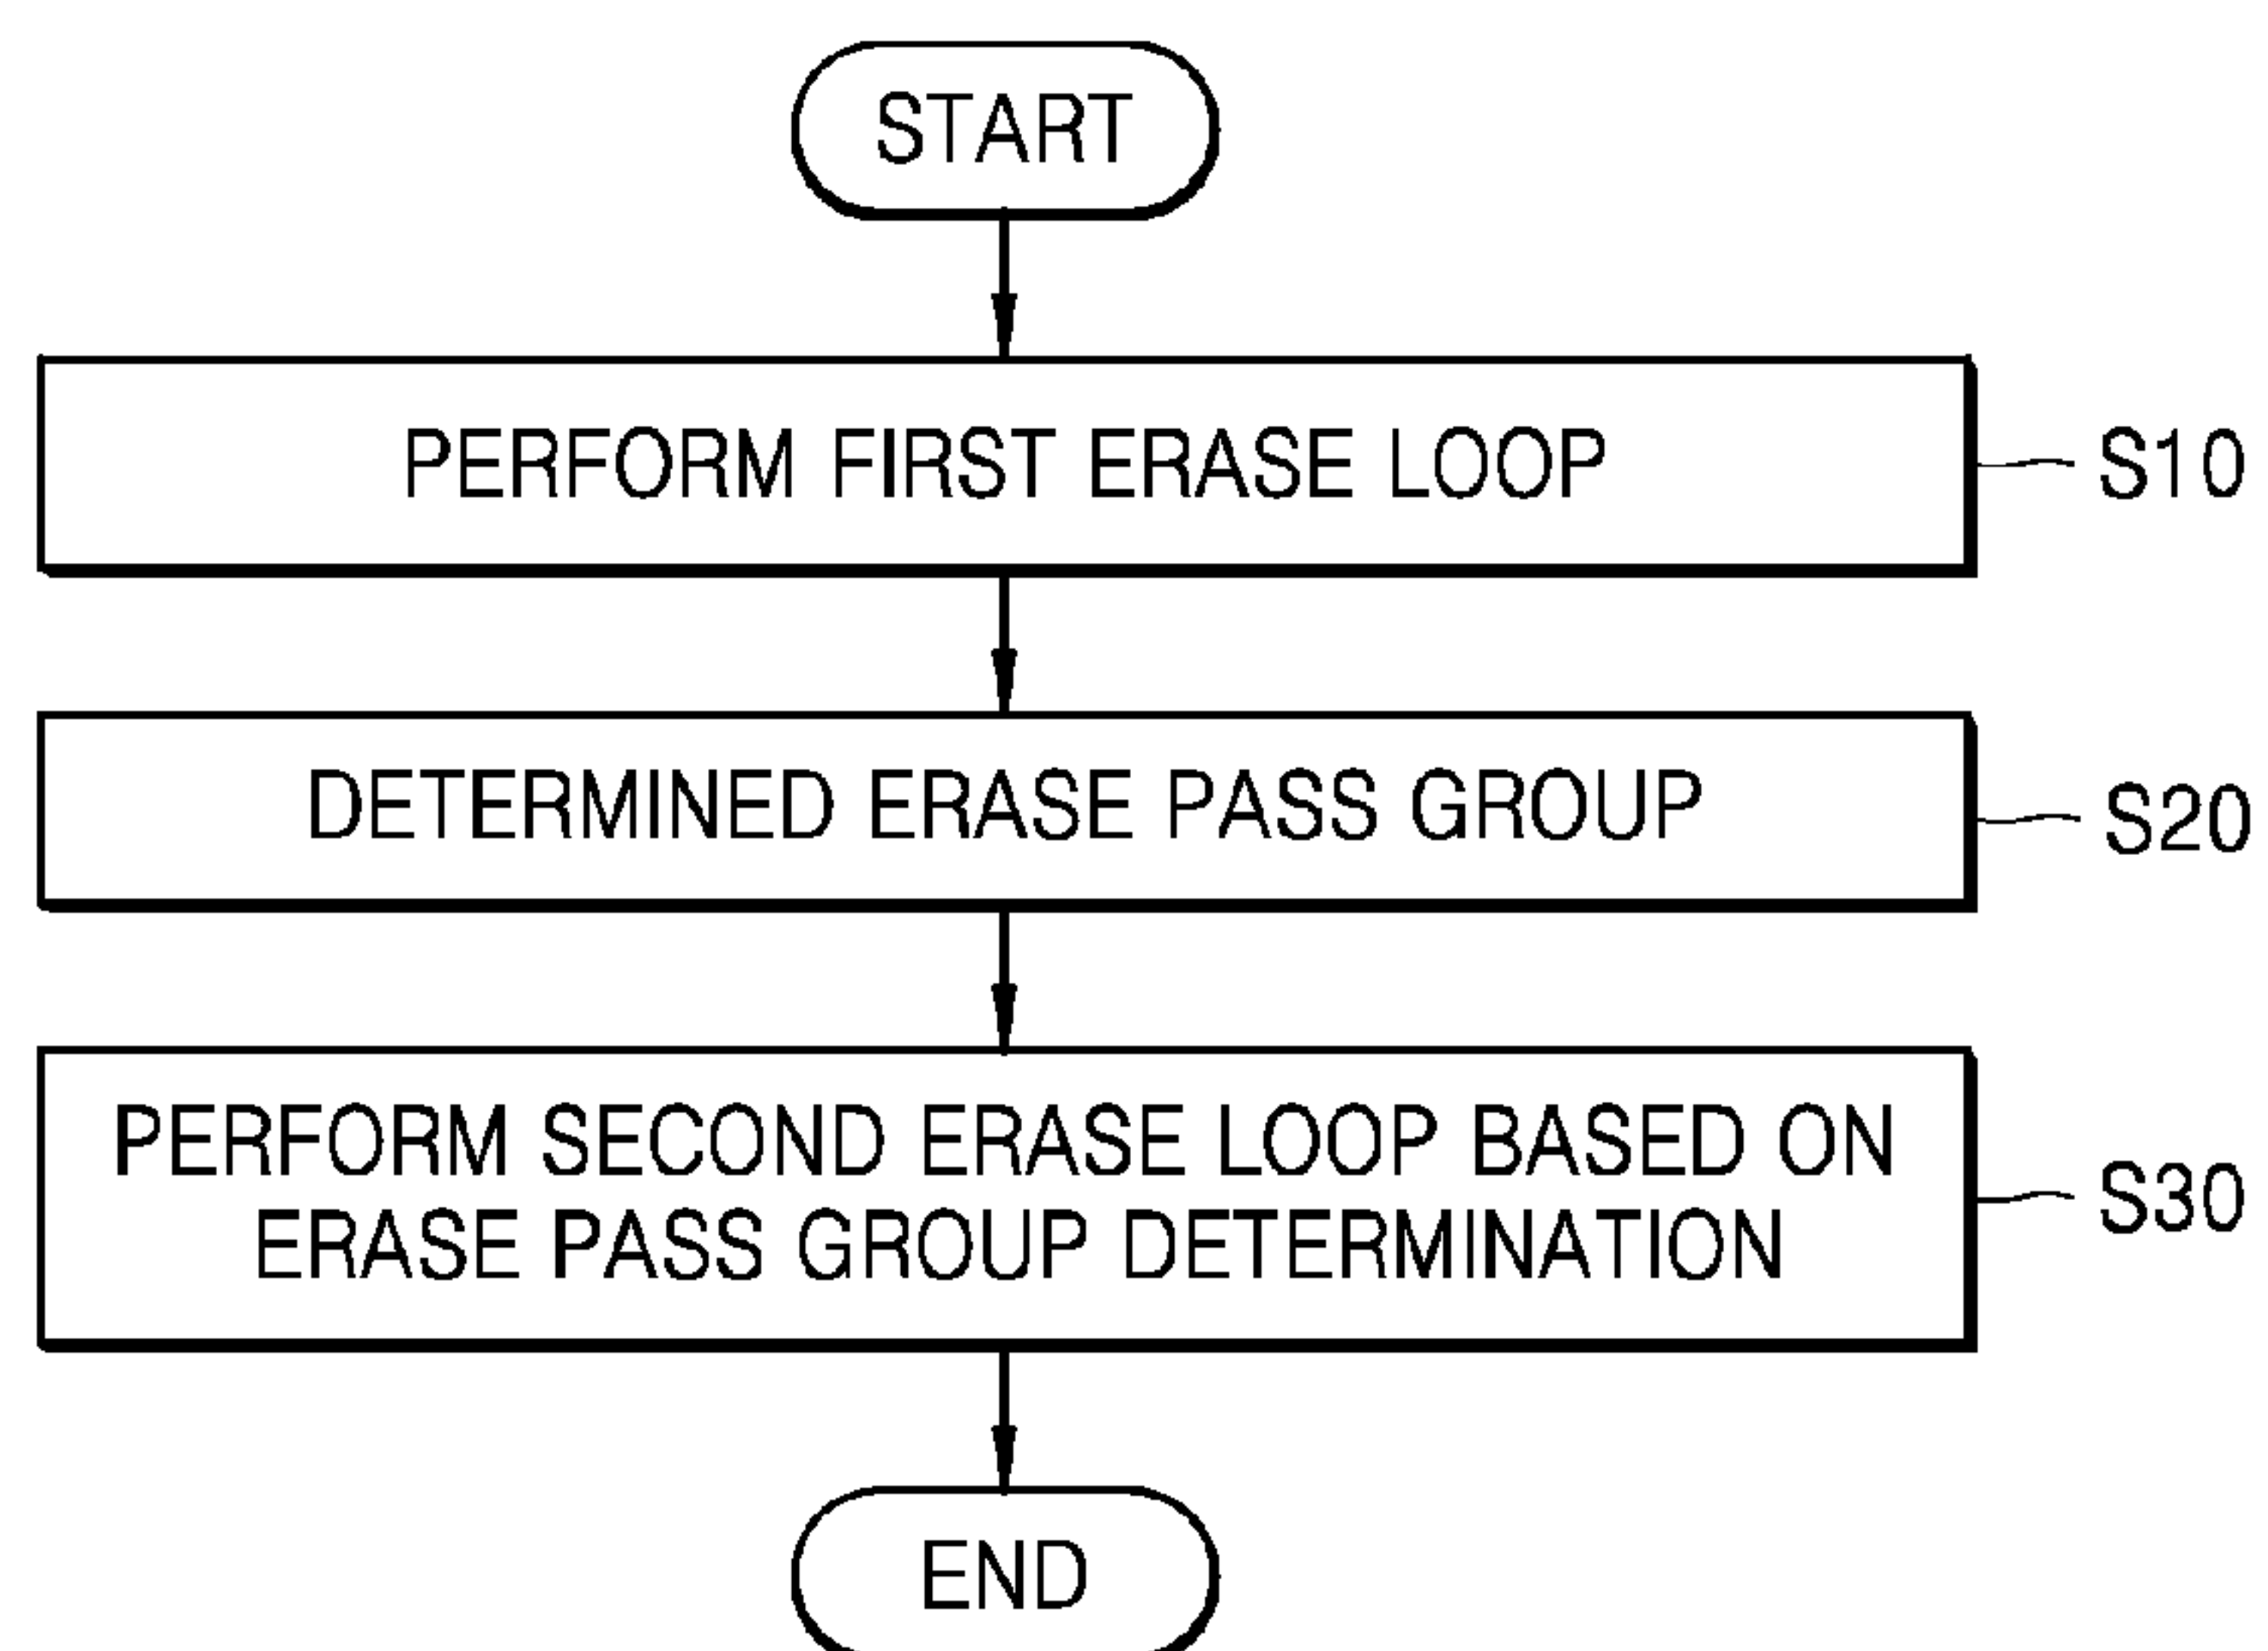 START
PERFORM FIRST ERASE LOOP
S10
DETERMINED ERASE PASS GROUP
S20
PERFORM SECOND ERASE LOOP BASED ON
ERASE PASS GROUP DETERMINATION
S30
END